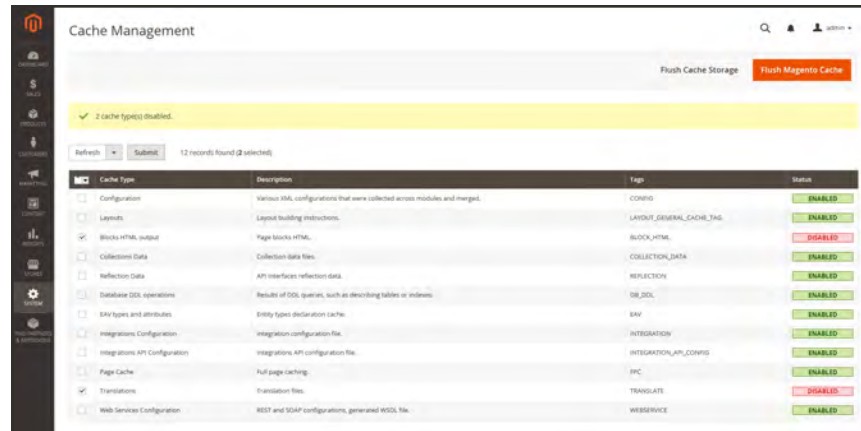 Cache Management
admin
DASHBOARD
SALES
PRODUCTS
CUSTOMERS
MARKETING
CONTENT
REPORTS
STORES
SYSTEM
Flush Cache Storage Flush Magento Cache
2 cache type(s) disabled.
Refresh Submit 12 records found (2 selected)
Cache Type Description Tags Status
Configuration Various XML configurations that were collected across modules and merged. CONFIG ENABLED
Layouts Layout building instructions. LAYOUT_GENERAL_CACHE_TAG ENABLED
Blocks HTML output Page blocks HTML. BLOCK_HTML DISABLED
Collections Data Collection data files. COLLECTION_DATA ENABLED
Reflection Data API interfaces reflection data. REFLECTION ENABLED
Database DDL operations Results of DDL queries, such as describing tables or indexes. DB_DDL ENABLED
EAV types and attributes Entity types declaration cache. EAV ENABLED
Integrations Configuration Integration configuration file. INTEGRATION ENABLED
Integrations API Configuration Integrations API configuration file. INTEGRATION_API_CONFIG ENABLED
Page Cache Full page caching. FPC ENABLED
Translations Translation files. TRANSLATE DISABLED
Web Services Configuration REST and SOAP configurations, generated WSDL file. WEBSERVICE ENABLED